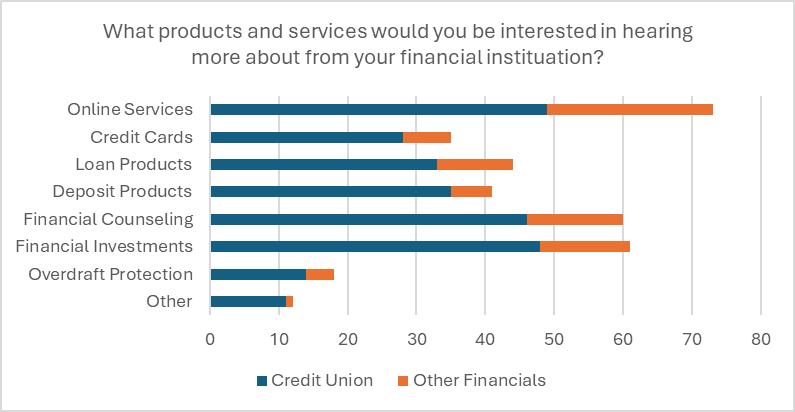 What products and services would you be interested in hearing
more about from your financial instituation?
Online Services
Credit Cards
Loan Products
Deposit Products
Financial Counseling
Financial Investments
Overdraft Protection
Other
0 10 20 30 40 50 60 70 80
Credit Union Other Financials